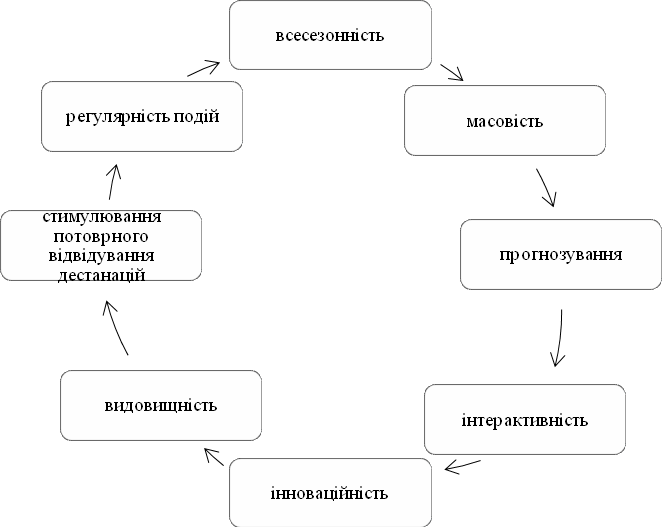 всесезонність
масовість
прогнозування
інтерактивність
інноваційність
видовищність
стимулювання
потоврного
відвідування
дестанацій
регулярність подій